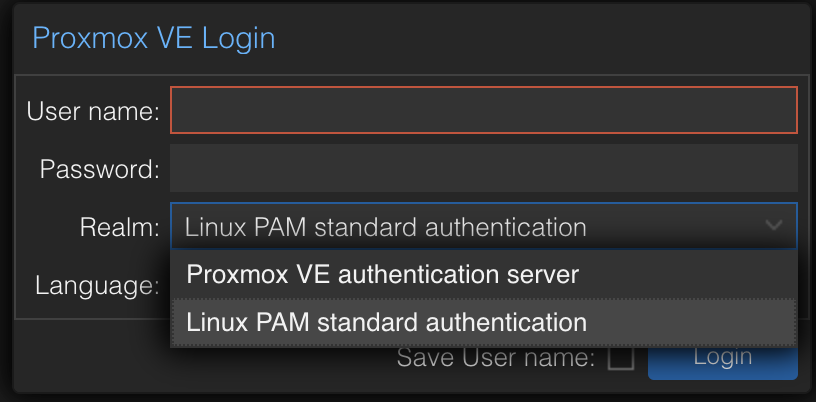 Proxmox VE Login
User name:
Password:
Realm: Linux PAM standard authentication
Proxmox VE authentication server
Language:
Linux PAM standard authentication
Save User name: Login